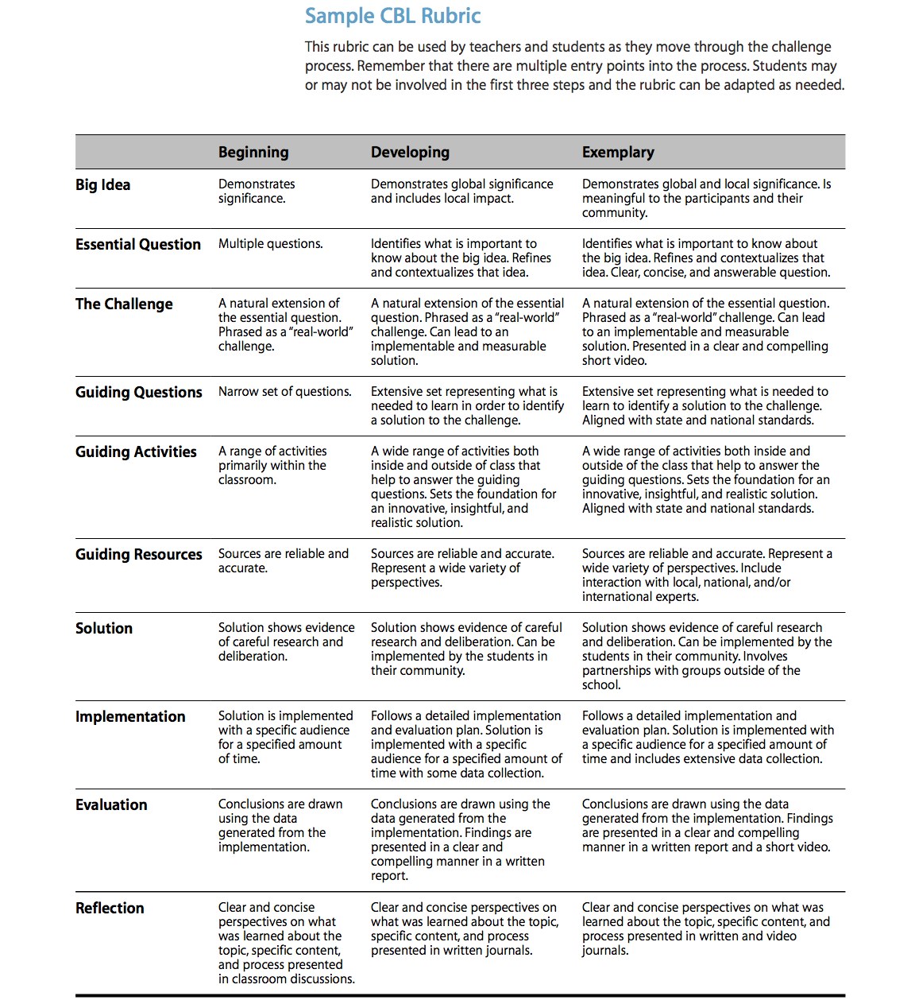 Sample CBL Rubric
This rubric can be used by teachers and students as they move through the challenge
process. Remember that there are multiple entry points into the process. Students may
or may not be involved in the first three steps and the rubric can be adapted as needed.
Beginning
Developing
Exemplary
Big Idea
Demonstrates
significance.
Demonstrates global significance
and includes local impact.
Demonstrates global and local significance. Is
meaningful to the participants and their
community.
Essential Question
Multiple questions.
Identifies what is important to
know about the big idea. Refines
and contextualizes that idea.
Identifies what is important to know about
the big idea. Refines and contextualizes that
idea. Clear, concise, and answerable question.
The Challenge
A natural extension of
the essential question.
Phrased as a “real-world”
challenge.
A natural extension of the essential
question. Phrased as a “real-world”
challenge. Can lead to an
implementable and measurable
solution.
A natural extension of the essential question.
Phrased as a “real-world” challenge. Can lead
to an implementable and measurable
solution. Presented in a clear and compelling
short video.
Guiding Questions
Narrow set of questions.
Extensive set representing what is
needed to learn in order to identify
a solution to the challenge.
Extensive set representing what is needed to
learn to identify a solution to the challenge.
Aligned with state and national standards.
Guiding Activities
A range of activities
primarily within the
classroom.
A wide range of activities both
inside and outside of class that
help to answer the guiding
questions. Sets the foundation for
an innovative, insightful, and
realistic solution.
A wide range of activities both inside and
outside of the class that help to answer the
guiding questions. Sets the foundation for an
innovative, insightful, and realistic solution.
Aligned with state and national standards.
Guiding Resources
Sources are reliable and
accurate.
Sources are reliable and accurate.
Represent a wide variety of
perspectives.
Sources are reliable and accurate. Represent a
wide variety of perspectives. Include
interaction with local, national, and/or
international experts.
Solution
Solution shows evidence
of careful research and
deliberation.
Solution shows evidence of careful
research and deliberation. Can be
implemented by the students in
their community.
Solution shows evidence of careful research
and deliberation. Can be implemented by the
students in their community. Involves
partnerships with groups outside of the
school.
Implementation
Solution is implemented
with a specific audience
for a specified amount
of time.
Follows a detailed implementation
and evaluation plan. Solution is
implemented with a specific
audience for a specified amount of
time with some data collection.
Follows a detailed implementation and
evaluation plan. Solution is implemented with
a specific audience for a specified amount of
time and includes extensive data collection.
Evaluation
Conclusions are drawn
using the data
generated from the
implementation.
Conclusions are drawn using the
data generated from the
implementation. Findings are
presented in a clear and
compelling manner in a written
report.
Conclusions are drawn using the data
generated from the implementation. Findings
are presented in a clear and compelling
manner in a written report and a short video.
Reflection
Clear and concise
perspectives on what
was learned about the
topic, specific content,
and process presented
in classroom discussions.
Clear and concise perspectives on
what was learned about the topic,
specific content, and process
presented in written journals.
Clear and concise perspectives on what was
learned about the topic, specific content, and
process presented in written and video
journals.